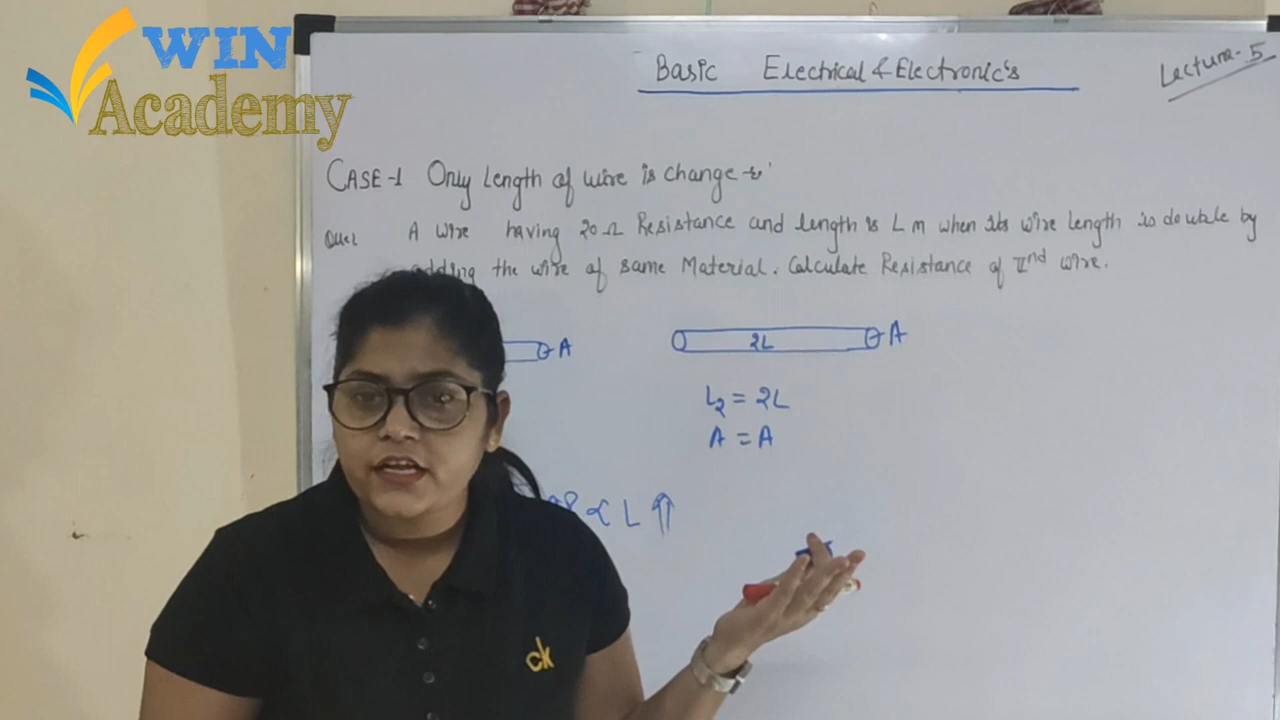 WIN
Academy
Basic Electrical & Electronic's
Lecture-5
CASE-1 Only Length of wire is change
A wire having 20Ω Resistance and length is L m when its wire length is double by
adding the wire of same Material. Calculate Resistance of IInd wire.
A
2L
A
L2 = 2L
A = A
∝ L ⇑
ck